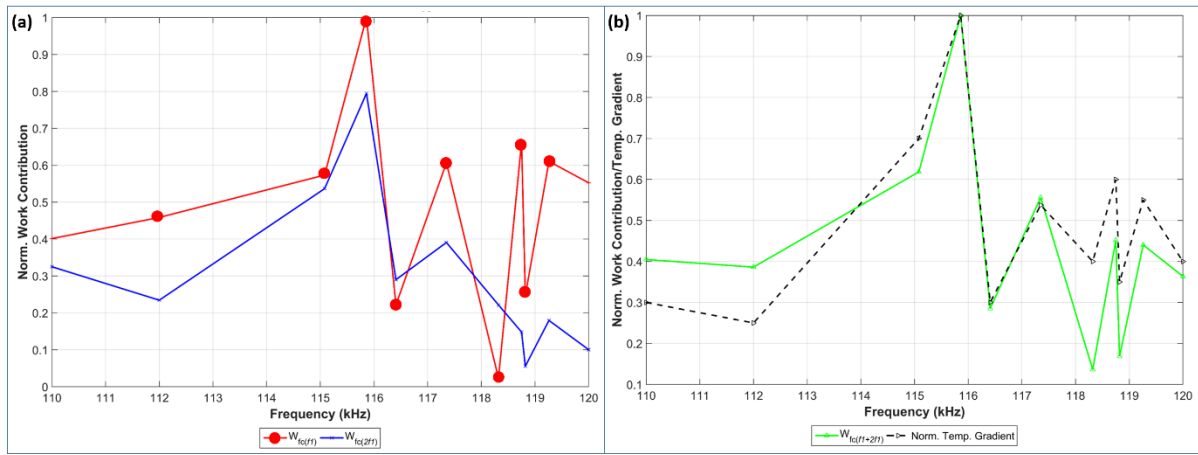 (a)
Norm. Work Contribution
1
0.9
0.8
0.7
0.6
0.5
0.4
0.3
0.2
0.1
0
110 111 112 113 114 115 116 117 118 119 120
Frequency (kHz)
W_fc(f1) W_fc(2f1)
(b)
Norm. Work Contribution/Temp. Gradient
1
0.9
0.8
0.7
0.6
0.5
0.4
0.3
0.2
0.1
110 111 112 113 114 115 116 117 118 119 120
Frequency (kHz)
W_fc(f1+2f1) Norm. Temp. Gradient